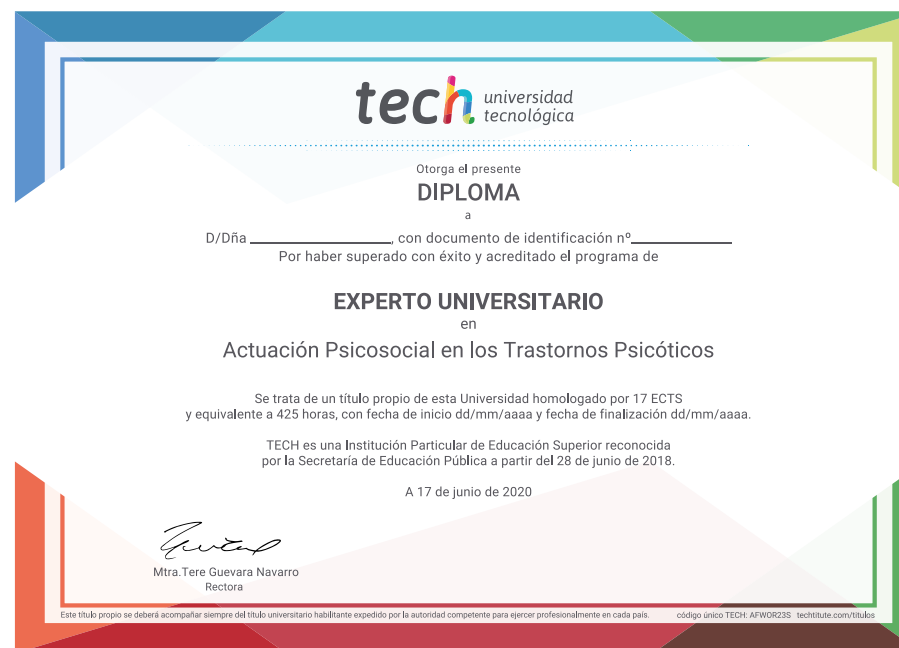 tech universidad
tecnológica
Otorga el presente
DIPLOMA
a
D/Dña ______________, con documento de identificación nº__________
Por haber superado con éxito y acreditado el programa de
EXPERTO UNIVERSITARIO
en
Actuación Psicosocial en los Trastornos Psicóticos
Se trata de un título propio de esta Universidad homologado por 17 ECTS
y equivalente a 425 horas, con fecha de inicio dd/mm/aaaa y fecha de finalización dd/mm/aaaa.
TECH es una Institución Particular de Educación Superior reconocida
por la Secretaría de Educación Pública a partir del 28 de junio de 2018.
A 17 de junio de 2020
Mtra.Tere Guevara Navarro
Rectora
Este título propio se deberá acompañar siempre del título universitario habilitante expedido por la autoridad competente para ejercer profesionalmente en cada país. código único TECH: AFWOR23S techtitute.com/títulos